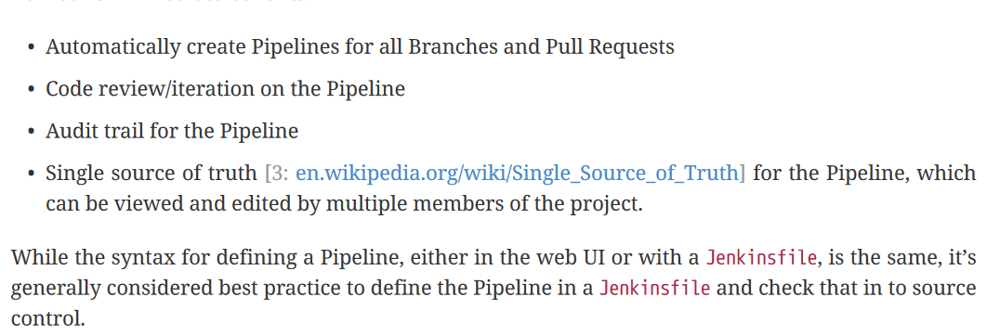 • Automatically create Pipelines for all Branches and Pull Requests
• Code review/iteration on the Pipeline
• Audit trail for the Pipeline
• Single source of truth [3: en.wikipedia.org/wiki/Single_Source_of_Truth] for the Pipeline, which
can be viewed and edited by multiple members of the project.
While the syntax for defining a Pipeline, either in the web UI or with a Jenkinsfile, is the same, it’s
generally considered best practice to define the Pipeline in a Jenkinsfile and check that in to source
control.